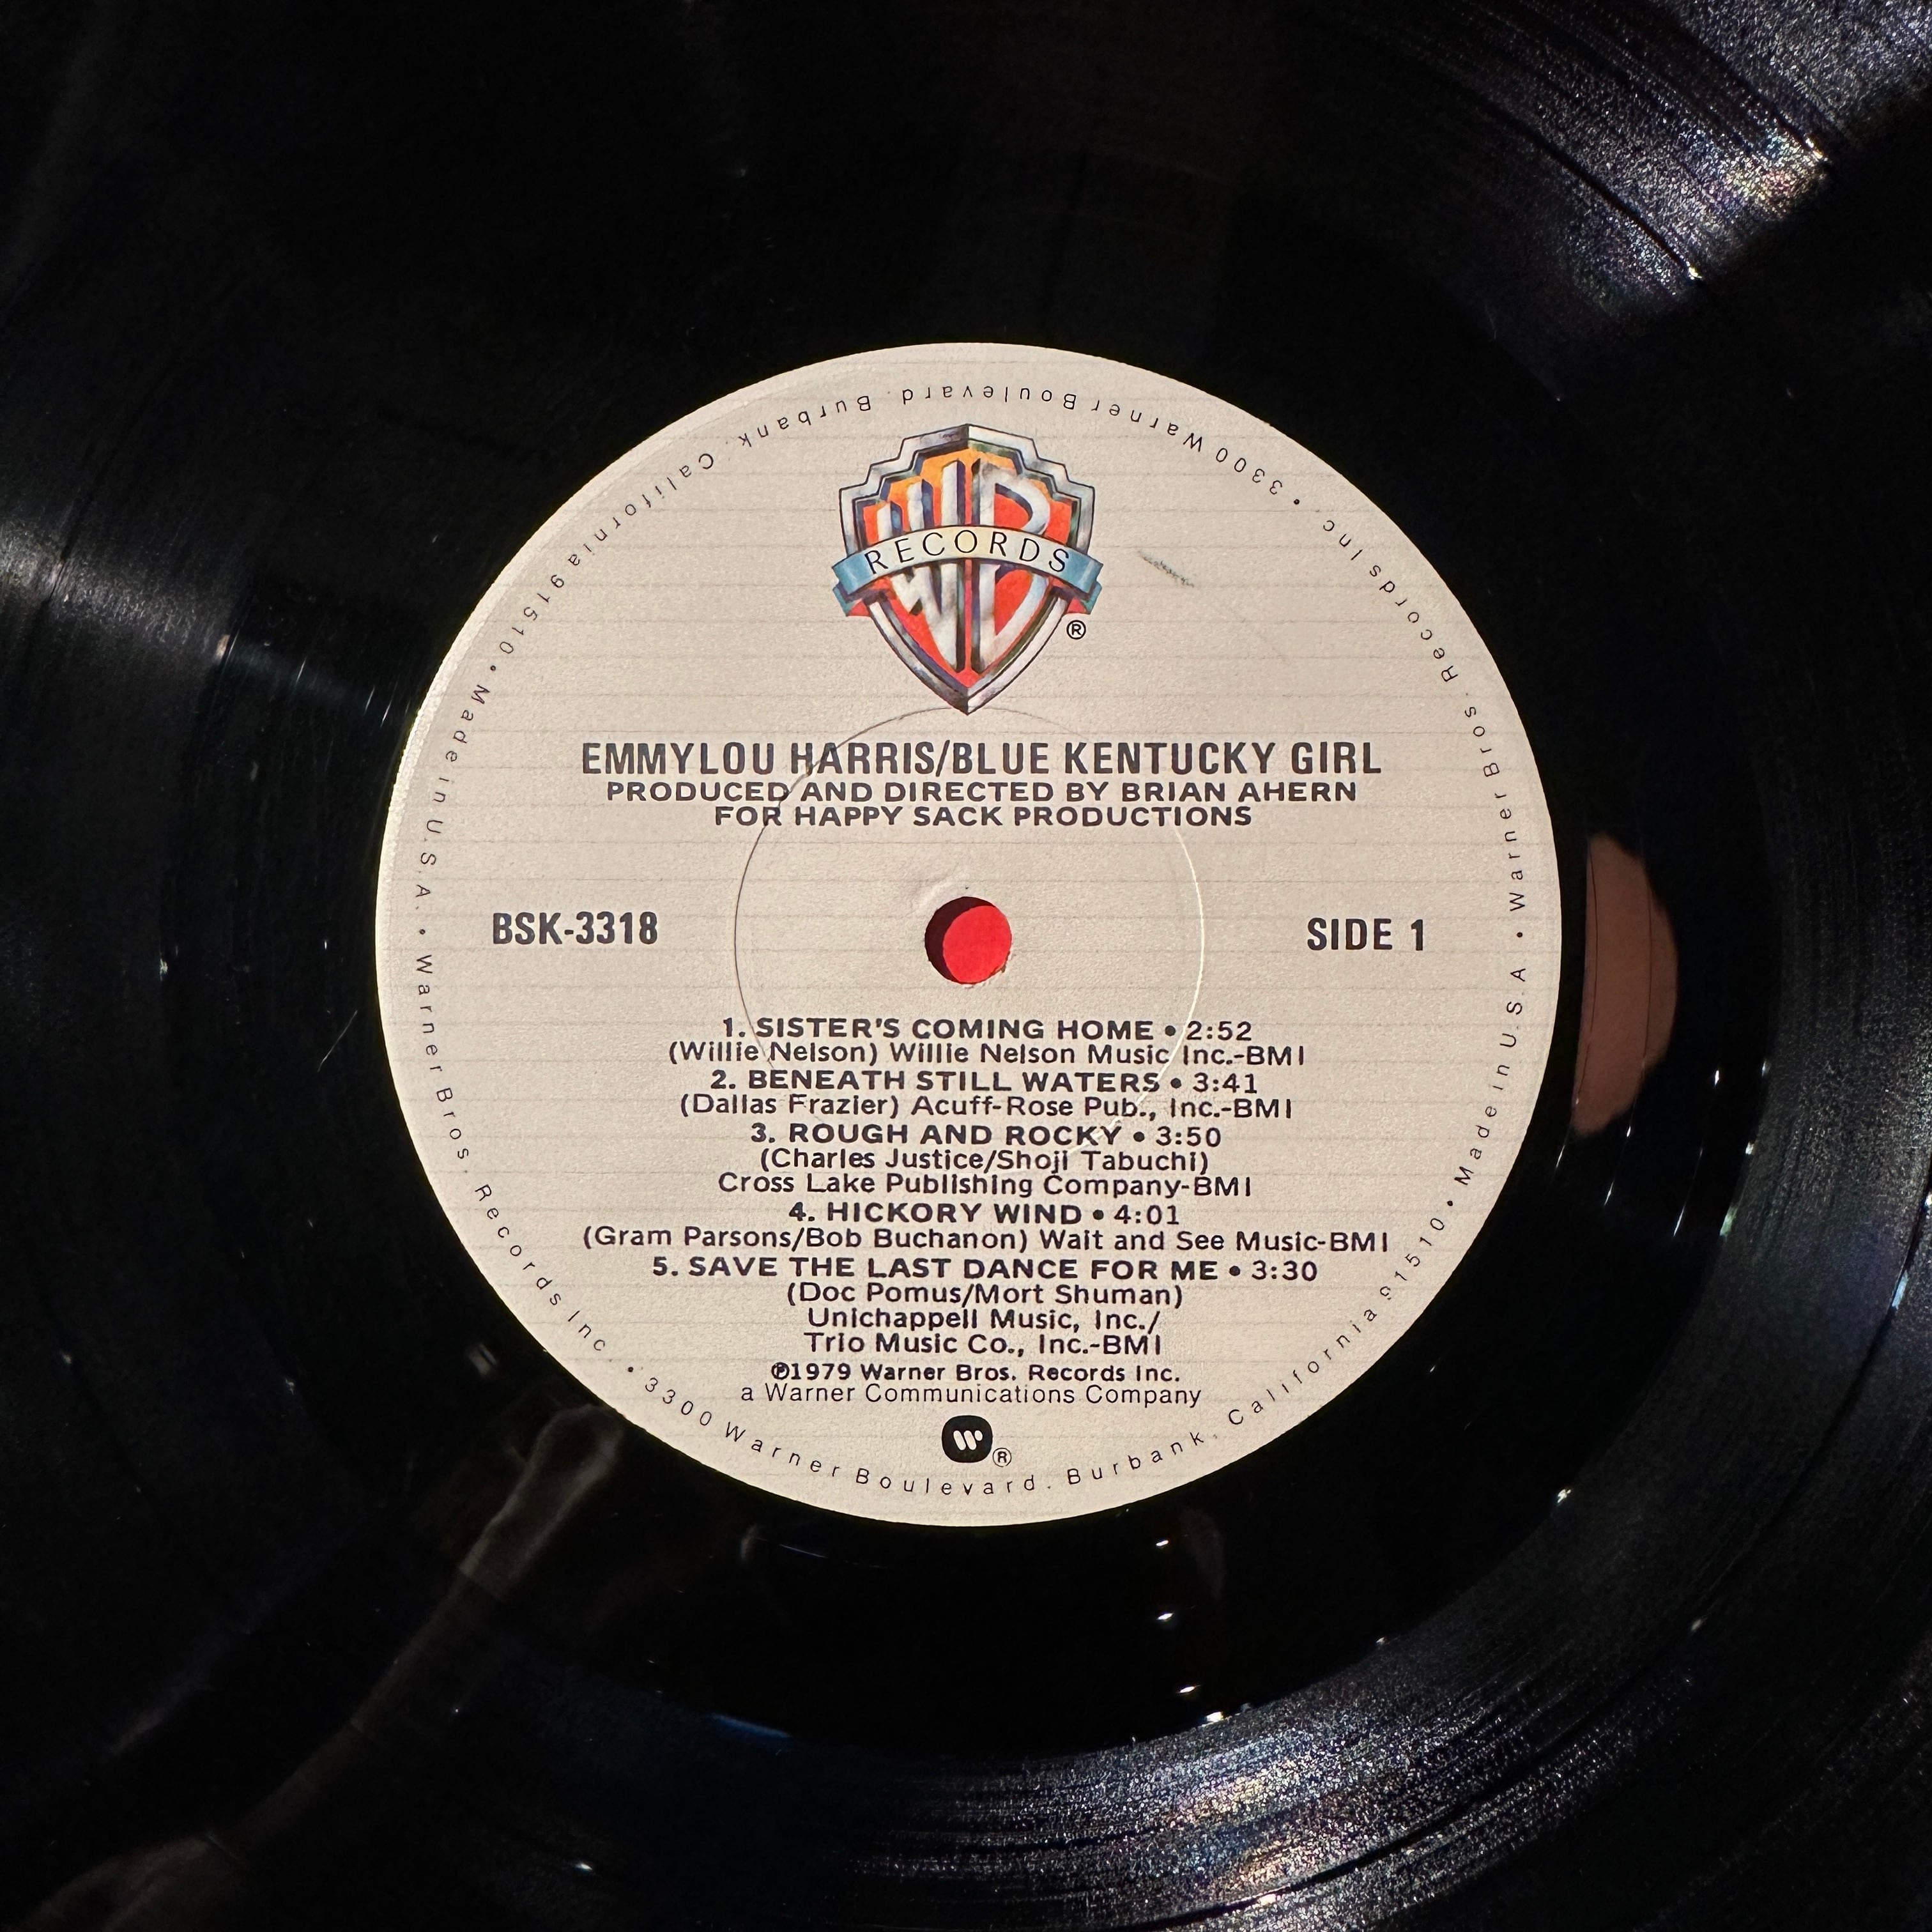 WB
RECORDS
®
EMMYLOU HARRIS/BLUE KENTUCKY GIRL
PRODUCED AND DIRECTED BY BRIAN AHERN
FOR HAPPY SACK PRODUCTIONS
BSK-3318
SIDE 1
1. SISTER'S COMING HOME • 2:52
(Willie Nelson) Willie Nelson Music Inc.-BMI
2. BENEATH STILL WATERS • 3:41
(Dallas Frazier) Acuff-Rose Pub., Inc.-BMI
3. ROUGH AND ROCKY • 3:50
(Charles Justice/Shoji Tabuchi)
Cross Lake Publishing Company-BMI
4. HICKORY WIND • 4:01
(Gram Parsons/Bob Buchanon) Wait and See Music-BMI
5. SAVE THE LAST DANCE FOR ME • 3:30
(Doc Pomus/Mort Shuman)
Unichappell Music, Inc./
Trio Music Co., Inc.-BMI
℗1979 Warner Bros. Records Inc.
a Warner Communications Company
W®
• Warner Bros. Records Inc. • 3300 Warner Boulevard. Burbank, California 91510 • Made in U.S.A. • Warner Bros. Records Inc. • 3300 Warner Boulevard. Burbank, California 91510 • Made in U.S.A.